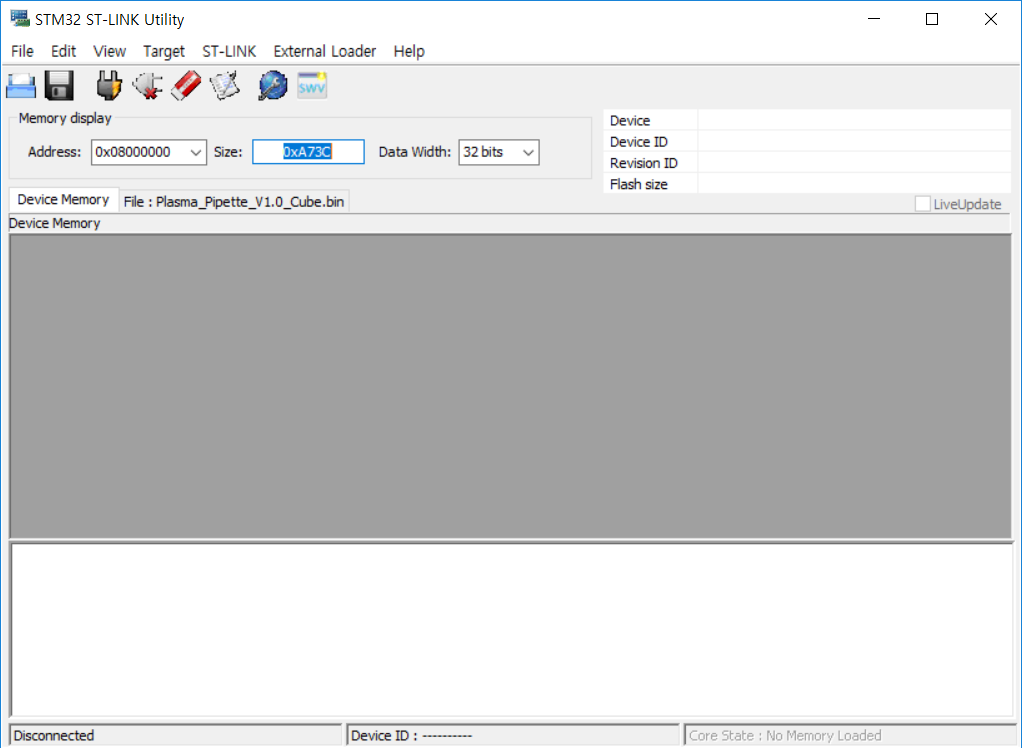 STM32 ST-LINK Utility
File Edit View Target ST-LINK External Loader Help
SWV
Memory display
Address: 0x08000000 Size: 0xA73C Data Width: 32 bits
Device
Device ID
Revision ID
Flash size
LiveUpdate
Device Memory File : Plasma_Pipette_V1.0_Cube.bin
Device Memory
Disconnected Device ID : ---------- Core State : No Memory Loaded